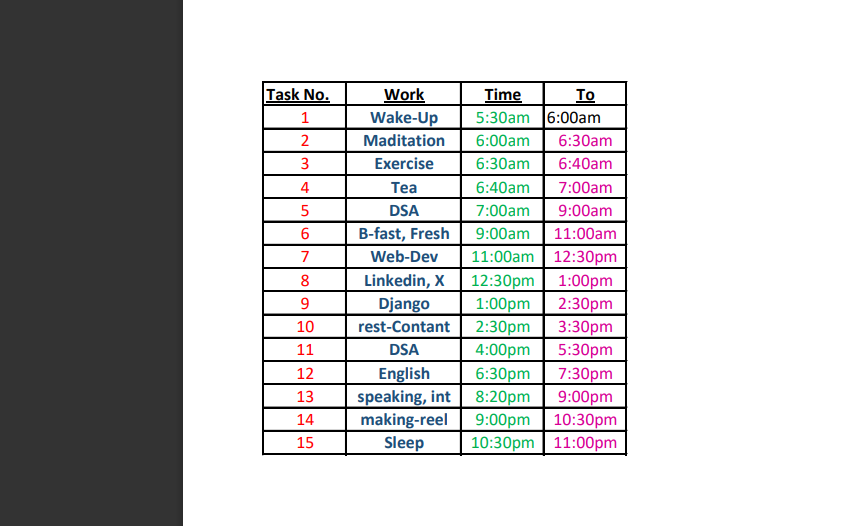 Task No. Work Time To
1 Wake-Up 5:30am 6:00am
2 Maditation 6:00am 6:30am
3 Exercise 6:30am 6:40am
4 Tea 6:40am 7:00am
5 DSA 7:00am 9:00am
6 B-fast, Fresh 9:00am 11:00am
7 Web-Dev 11:00am 12:30pm
8 Linkedin, X 12:30pm 1:00pm
9 Django 1:00pm 2:30pm
10 rest-Contant 2:30pm 3:30pm
11 DSA 4:00pm 5:30pm
12 English 6:30pm 7:30pm
13 speaking, int 8:20pm 9:00pm
14 making-reel 9:00pm 10:30pm
15 Sleep 10:30pm 11:00pm